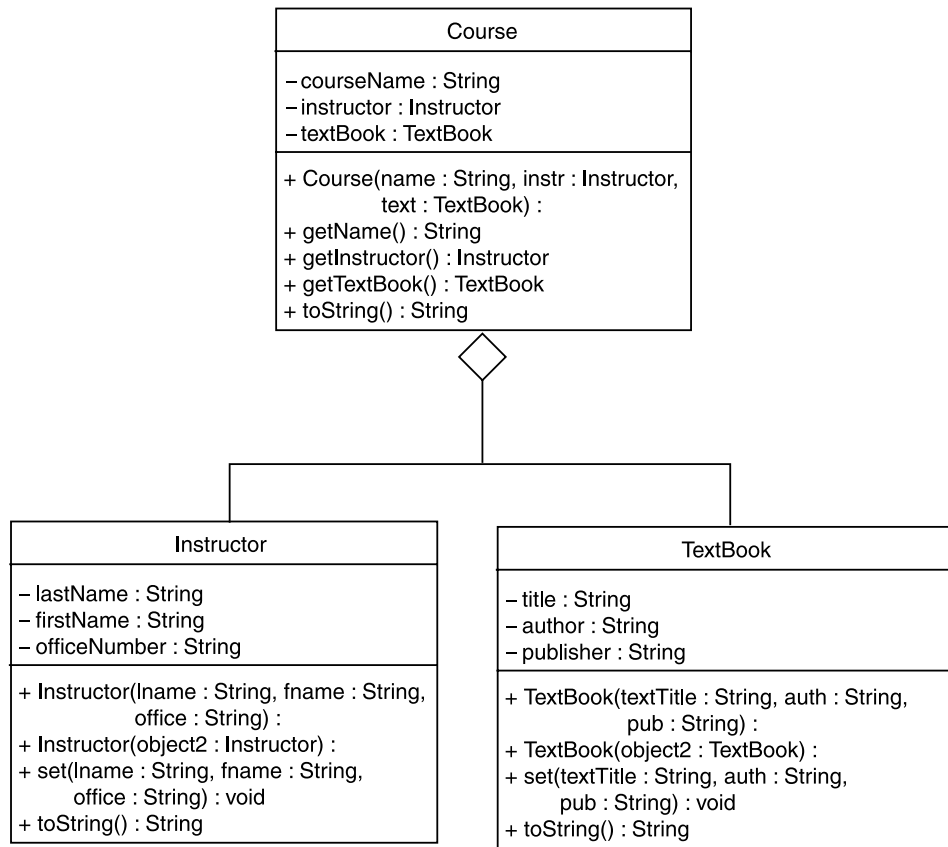 Course
– courseName : String
– instructor : Instructor
– textBook : TextBook
+ Course(name : String, instr : Instructor,
text : TextBook) :
+ getName() : String
+ getInstructor() : Instructor
+ getTextBook() : TextBook
+ toString() : String
Instructor
– lastName : String
– firstName : String
– officeNumber : String
+ Instructor(lname : String, fname : String,
office : String) :
+ Instructor(object2 : Instructor) :
+ set(lname : String, fname : String,
office : String) : void
+ toString() : String
TextBook
– title : String
– author : String
– publisher : String
+ TextBook(textTitle : String, auth : String,
pub : String) :
+ TextBook(object2 : TextBook) :
+ set(textTitle : String, auth : String,
pub : String) : void
+ toString() : String